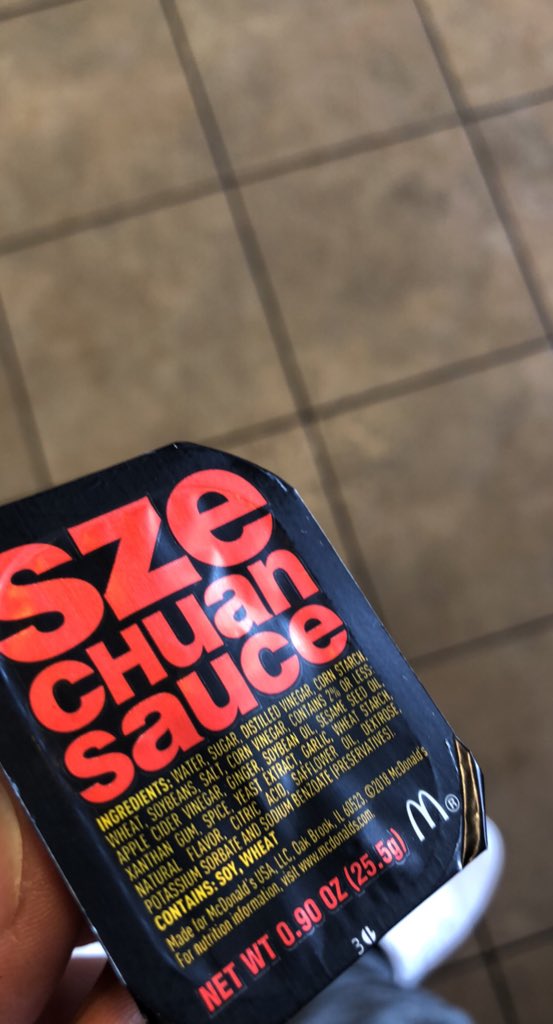 sze
CHuan
sauce
INGREDIENTS: WATER, SUGAR, DISTILLED VINEGAR, CORN STARCH,
WHEAT, SOYBEANS, SALT, CORN VINEGAR, CONTAINS 2% OR LESS:
APPLE CIDER VINEGAR, GINGER, SOYBEAN OIL, SESAME SEED OIL,
XANTHAN GUM, SPICE, YEAST EXTRACT, GARLIC, WHEAT STARCH,
NATURAL FLAVOR, CITRIC ACID, SAFLOWER OIL, DEXTROSE,
POTASSIUM SORBATE AND SODIUM BENZOATE (PRESERVATIVES).
CONTAINS: SOY, WHEAT
Made for McDonald's USA, LLC, Oak Brook, IL 60523. ©2018 McDonald's
For nutrition information, visit www.mcdonalds.com.
M®
NET WT 0.90 OZ (25.5g)
3